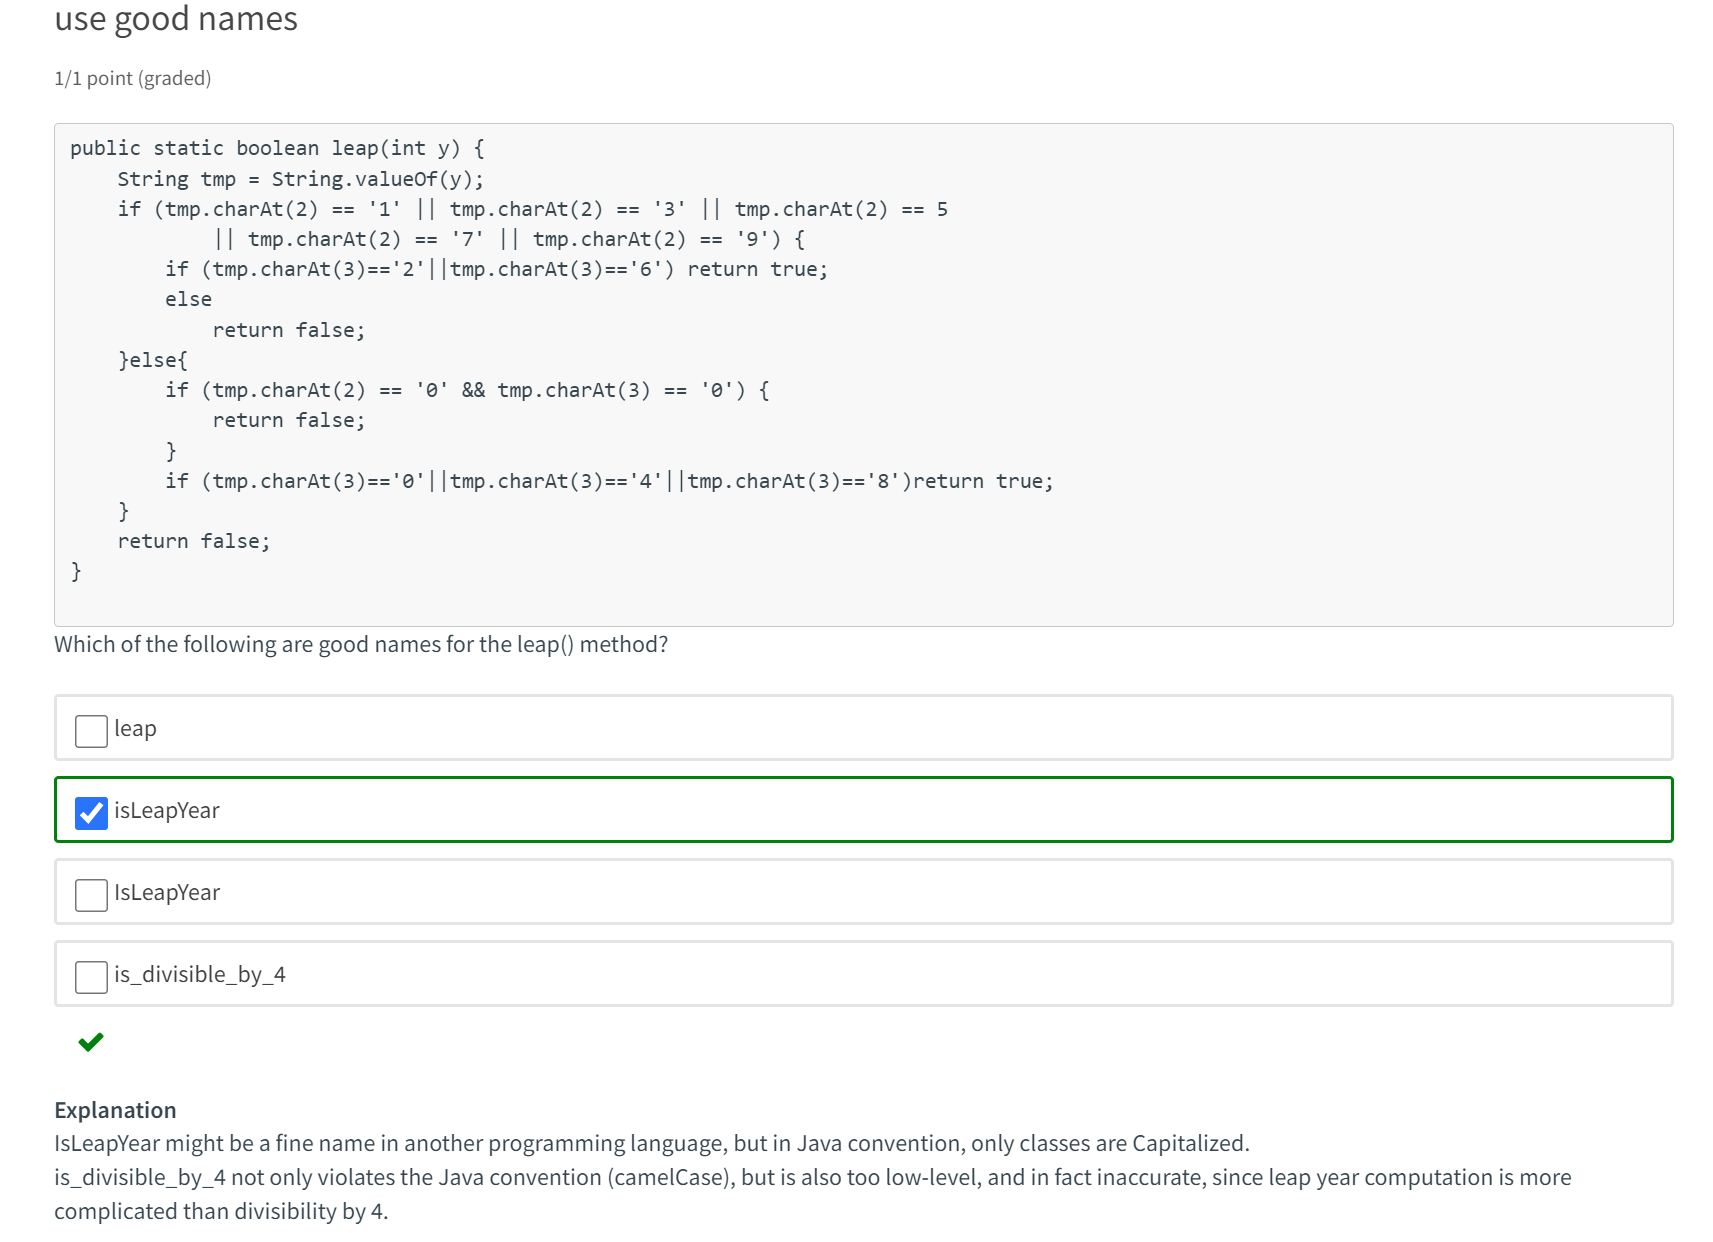 use good names
1/1 point (graded)
public static boolean leap(int y) {
    String tmp = String.valueOf(y);
    if (tmp.charAt(2) == '1' || tmp.charAt(2) == '3' || tmp.charAt(2) == 5
            || tmp.charAt(2) == '7' || tmp.charAt(2) == '9') {
        if (tmp.charAt(3)=='2'||tmp.charAt(3)=='6') return true;
        else
            return false;
    }else{
        if (tmp.charAt(2) == '0' && tmp.charAt(3) == '0') {
            return false;
        }
        if (tmp.charAt(3)=='0'||tmp.charAt(3)=='4'||tmp.charAt(3)=='8')return true;
    }
    return false;
}
Which of the following are good names for the leap() method?
leap
isLeapYear
IsLeapYear
is_divisible_by_4
Explanation
IsLeapYear might be a fine name in another programming language, but in Java convention, only classes are Capitalized.
is_divisible_by_4 not only violates the Java convention (camelCase), but is also too low-level, and in fact inaccurate, since leap year computation is more
complicated than divisibility by 4.